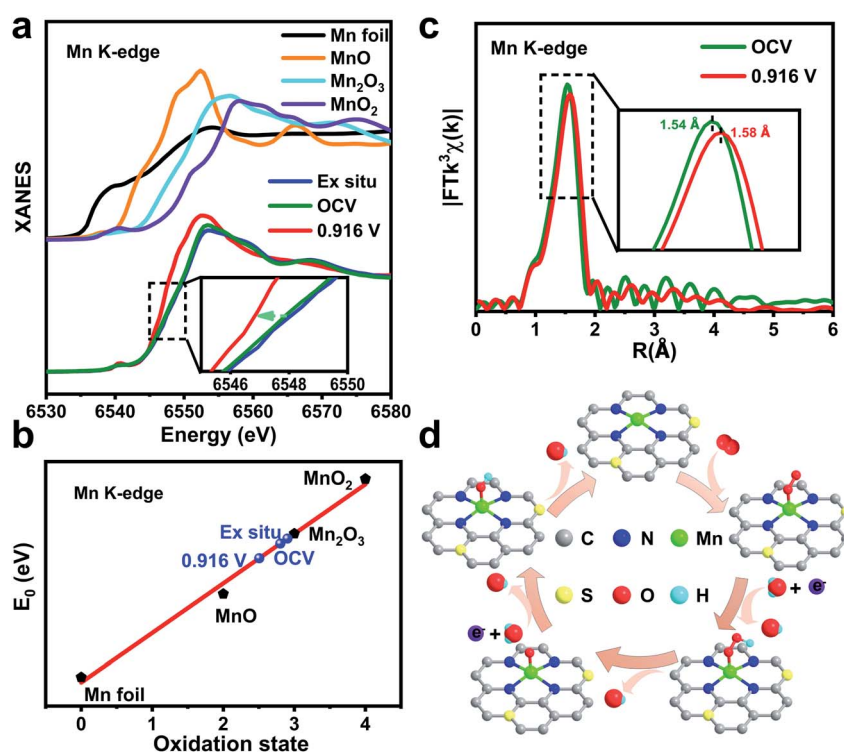 a
Mn K-edge
Mn foil
MnO
Mn₂O₃
MnO₂
XANES
Ex situ
OCV
0.916 V
6546 6548 6550
6530 6540 6550 6560 6570 6580
Energy (eV)
b
Mn K-edge
MnO₂
Ex situ
Mn₂O₃
0.916 V
OCV
MnO
Mn foil
E₀ (eV)
0 1 2 3 4
Oxidation state
c
Mn K-edge
OCV
0.916 V
1.54 Å
1.58 Å
|FTk³χ(k)|
0 1 2 3 4 5 6
R(Å)
d
C N Mn
S O H
+ e⁻
e⁻ +